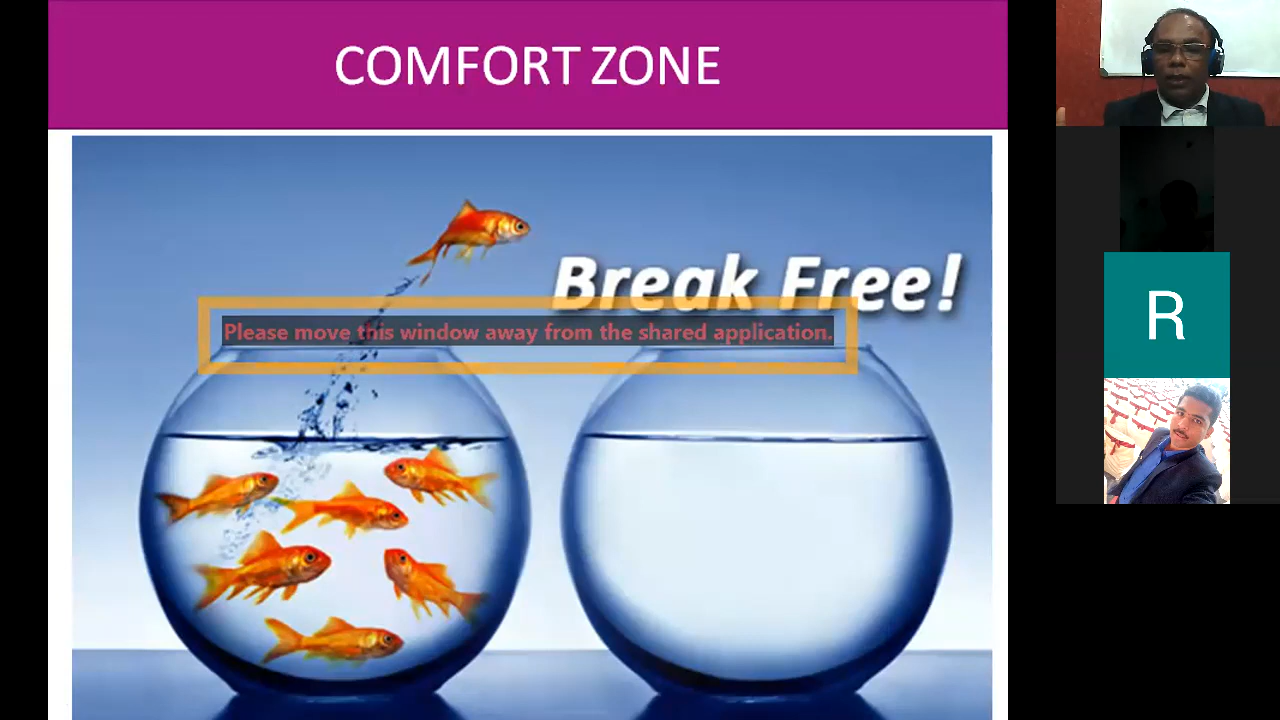 COMFORT ZONE
Break Free!
Please move this window away from the shared application.
R